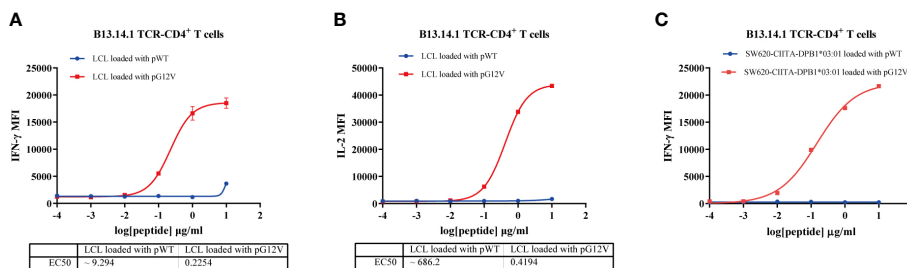 A
B13.14.1 TCR-CD4+ T cells
LCL loaded with pWT
LCL loaded with pG12V
IFN-γ MFI
25000
20000
15000
10000
5000
0
-4 -3 -2 -1 0 1 2
log[peptide] μg/ml
LCL loaded with pWT LCL loaded with pG12V
EC50 ~ 9.294 0.2254
B
B13.14.1 TCR-CD4+ T cells
LCL loaded with pWT
LCL loaded with pG12V
IL-2 MFI
50000
40000
30000
20000
10000
0
-4 -3 -2 -1 0 1 2
log[peptide] μg/ml
LCL loaded with pWT LCL loaded with pG12V
EC50 ~ 686.2 0.4194
C
B13.14.1 TCR-CD4+ T cells
SW620-CIITA-DPB1*03:01 loaded with pWT
SW620-CIITA-DPB1*03:01 loaded with pG12V
IFN-γ MFI
25000
20000
15000
10000
5000
0
-4 -3 -2 -1 0 1 2
log[peptide] μg/ml